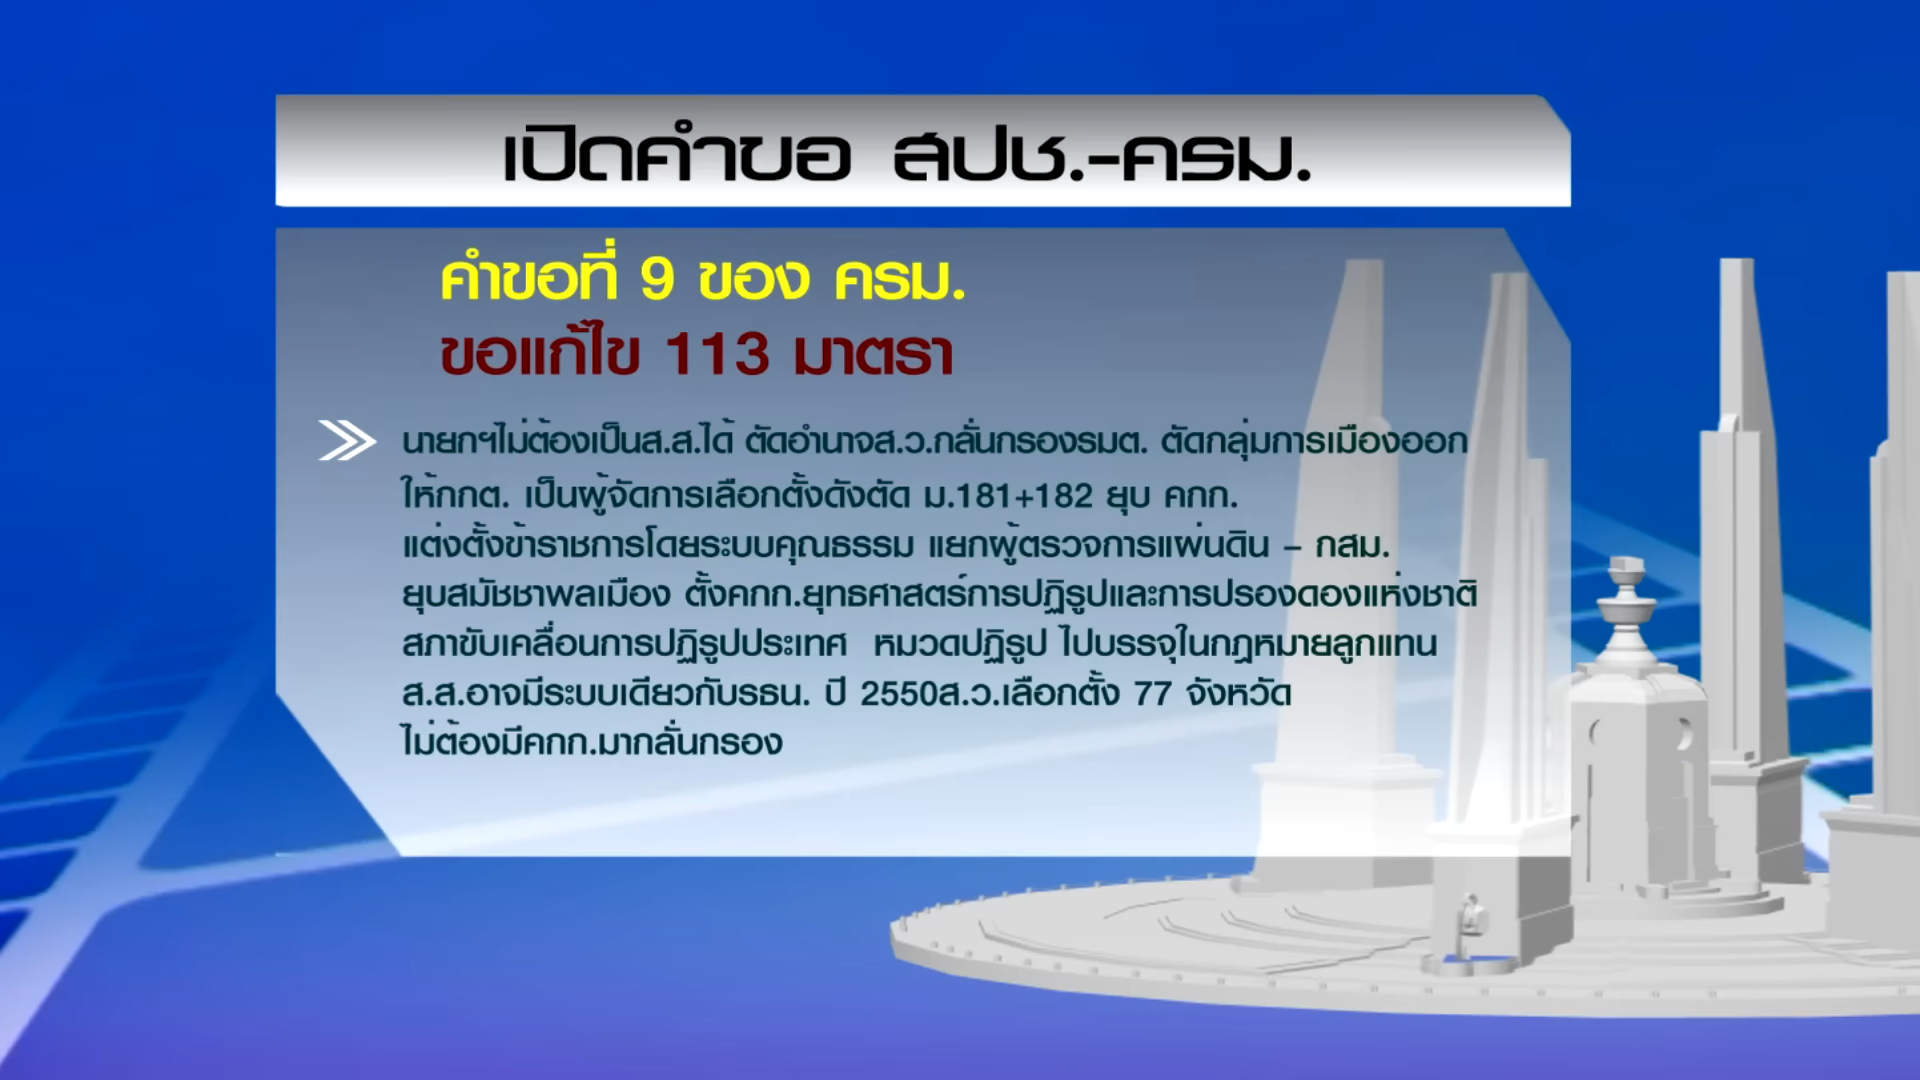 เปิดคำขอ สปช.-ครม.
คำขอที่ 9 ของ ครม.
ขอแก้ไข 113 มาตรา
นายกฯไม่ต้องเป็นส.ส.ได้ ตัดอำนาจส.ว.กลั่นกรองรมต. ตัดกลุ่มการเมืองออก
ให้กกต. เป็นผู้จัดการเลือกตั้งดังตัด ม.181+182 ยุบ คกก.
แต่งตั้งข้าราชการโดยระบบคุณธรรม แยกผู้ตรวจการแผ่นดิน – กสม.
ยุบสมัชชาพลเมือง ตั้งคกก.ยุทธศาสตร์การปฏิรูปและการปรองดองแห่งชาติ
สภาขับเคลื่อนการปฏิรูปประเทศ หมวดปฏิรูป ไปบรรจุในกฎหมายลูกแทน
ส.ส.อาจมีระบบเดียวกับรธน. ปี 2550ส.ว.เลือกตั้ง 77 จังหวัด
ไม่ต้องมีคกก.มากลั่นกรอง